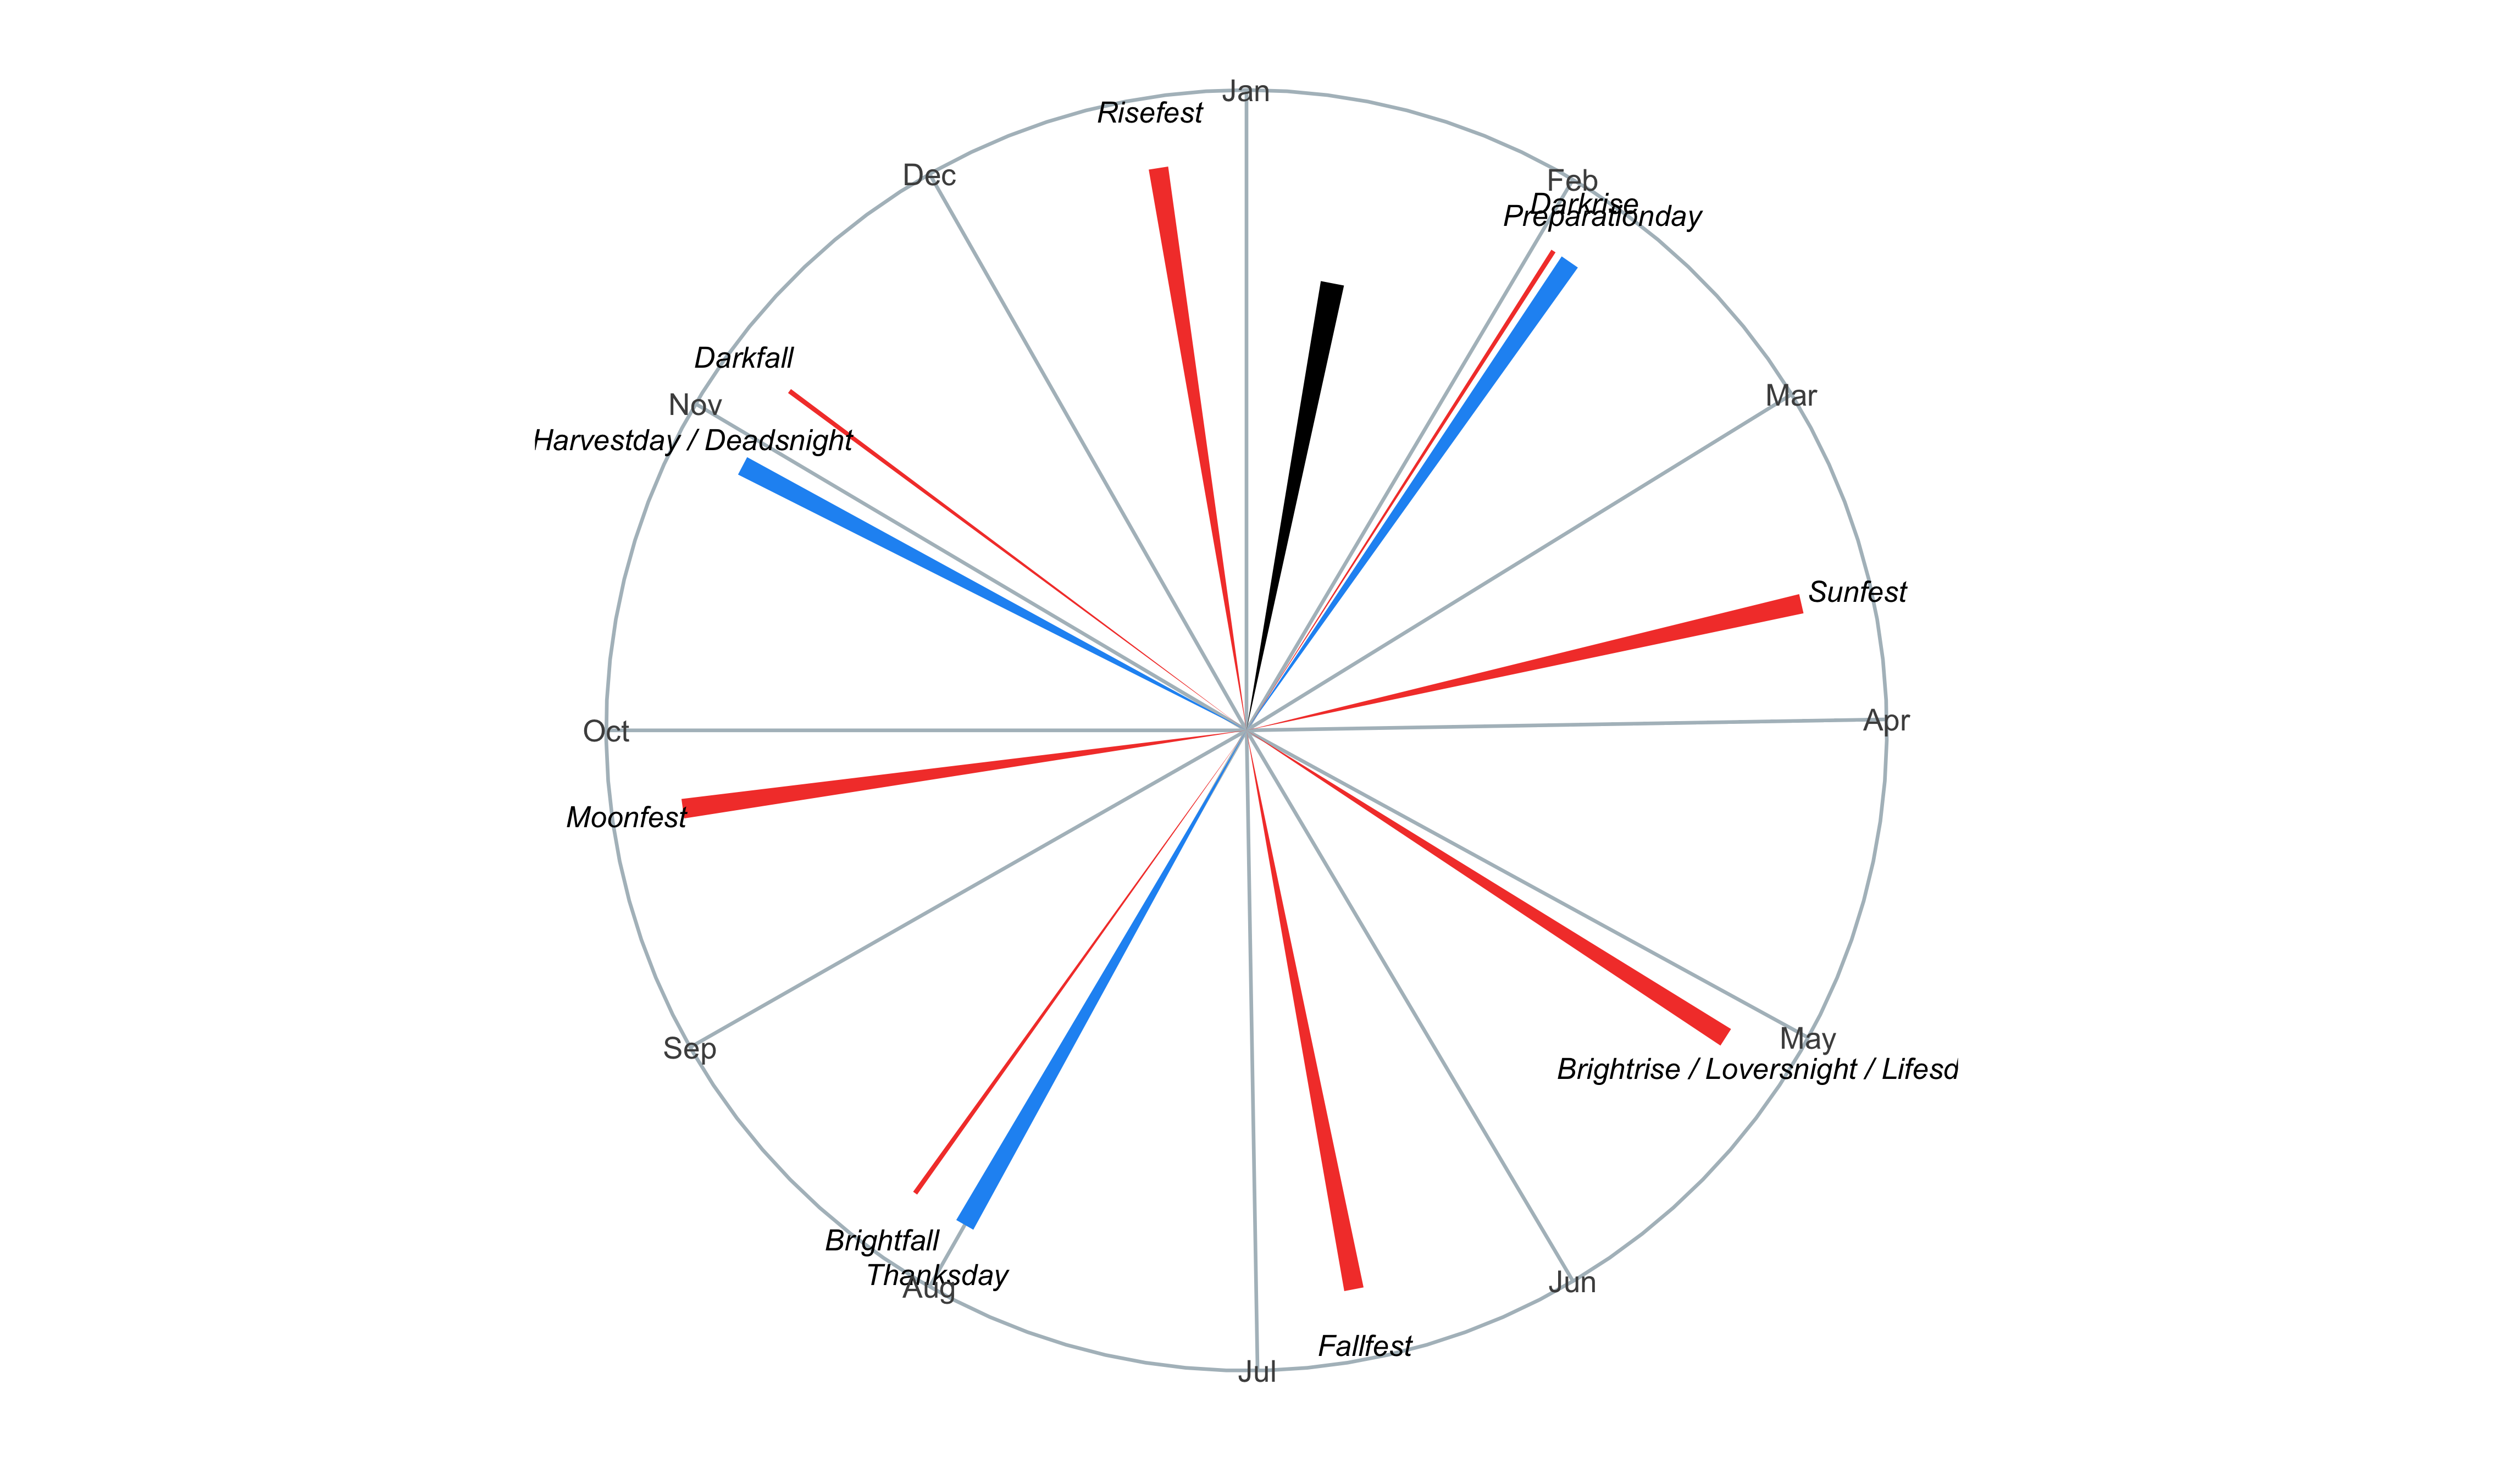 Jan
Risefest
Dec
Feb
Darkrise
Preparationday
Darkfall
Mar
Nov
Harvestday / Deadsnight
Sunfest
Apr
Oct
Moonfest
May
Sep
Brightrise / Loversnight / Lifesd
Brightfall
Thanksday
Aug
Jun
Fallfest
Jul